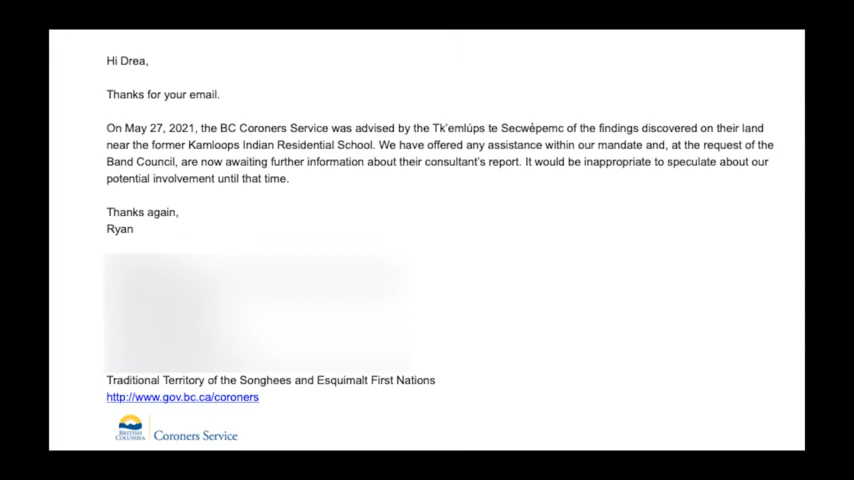 Hi Drea,
Thanks for your email.
On May 27, 2021, the BC Coroners Service was advised by the Tk'emlúps te Secwépemc of the findings discovered on their land
near the former Kamloops Indian Residential School. We have offered any assistance within our mandate and, at the request of the
Band Council, are now awaiting further information about their consultant's report. It would be inappropriate to speculate about our
potential involvement until that time.
Thanks again,
Ryan
Traditional Territory of the Songhees and Esquimalt First Nations
http://www.gov.bc.ca/coroners
BRITISH
COLUMBIA
Coroners Service